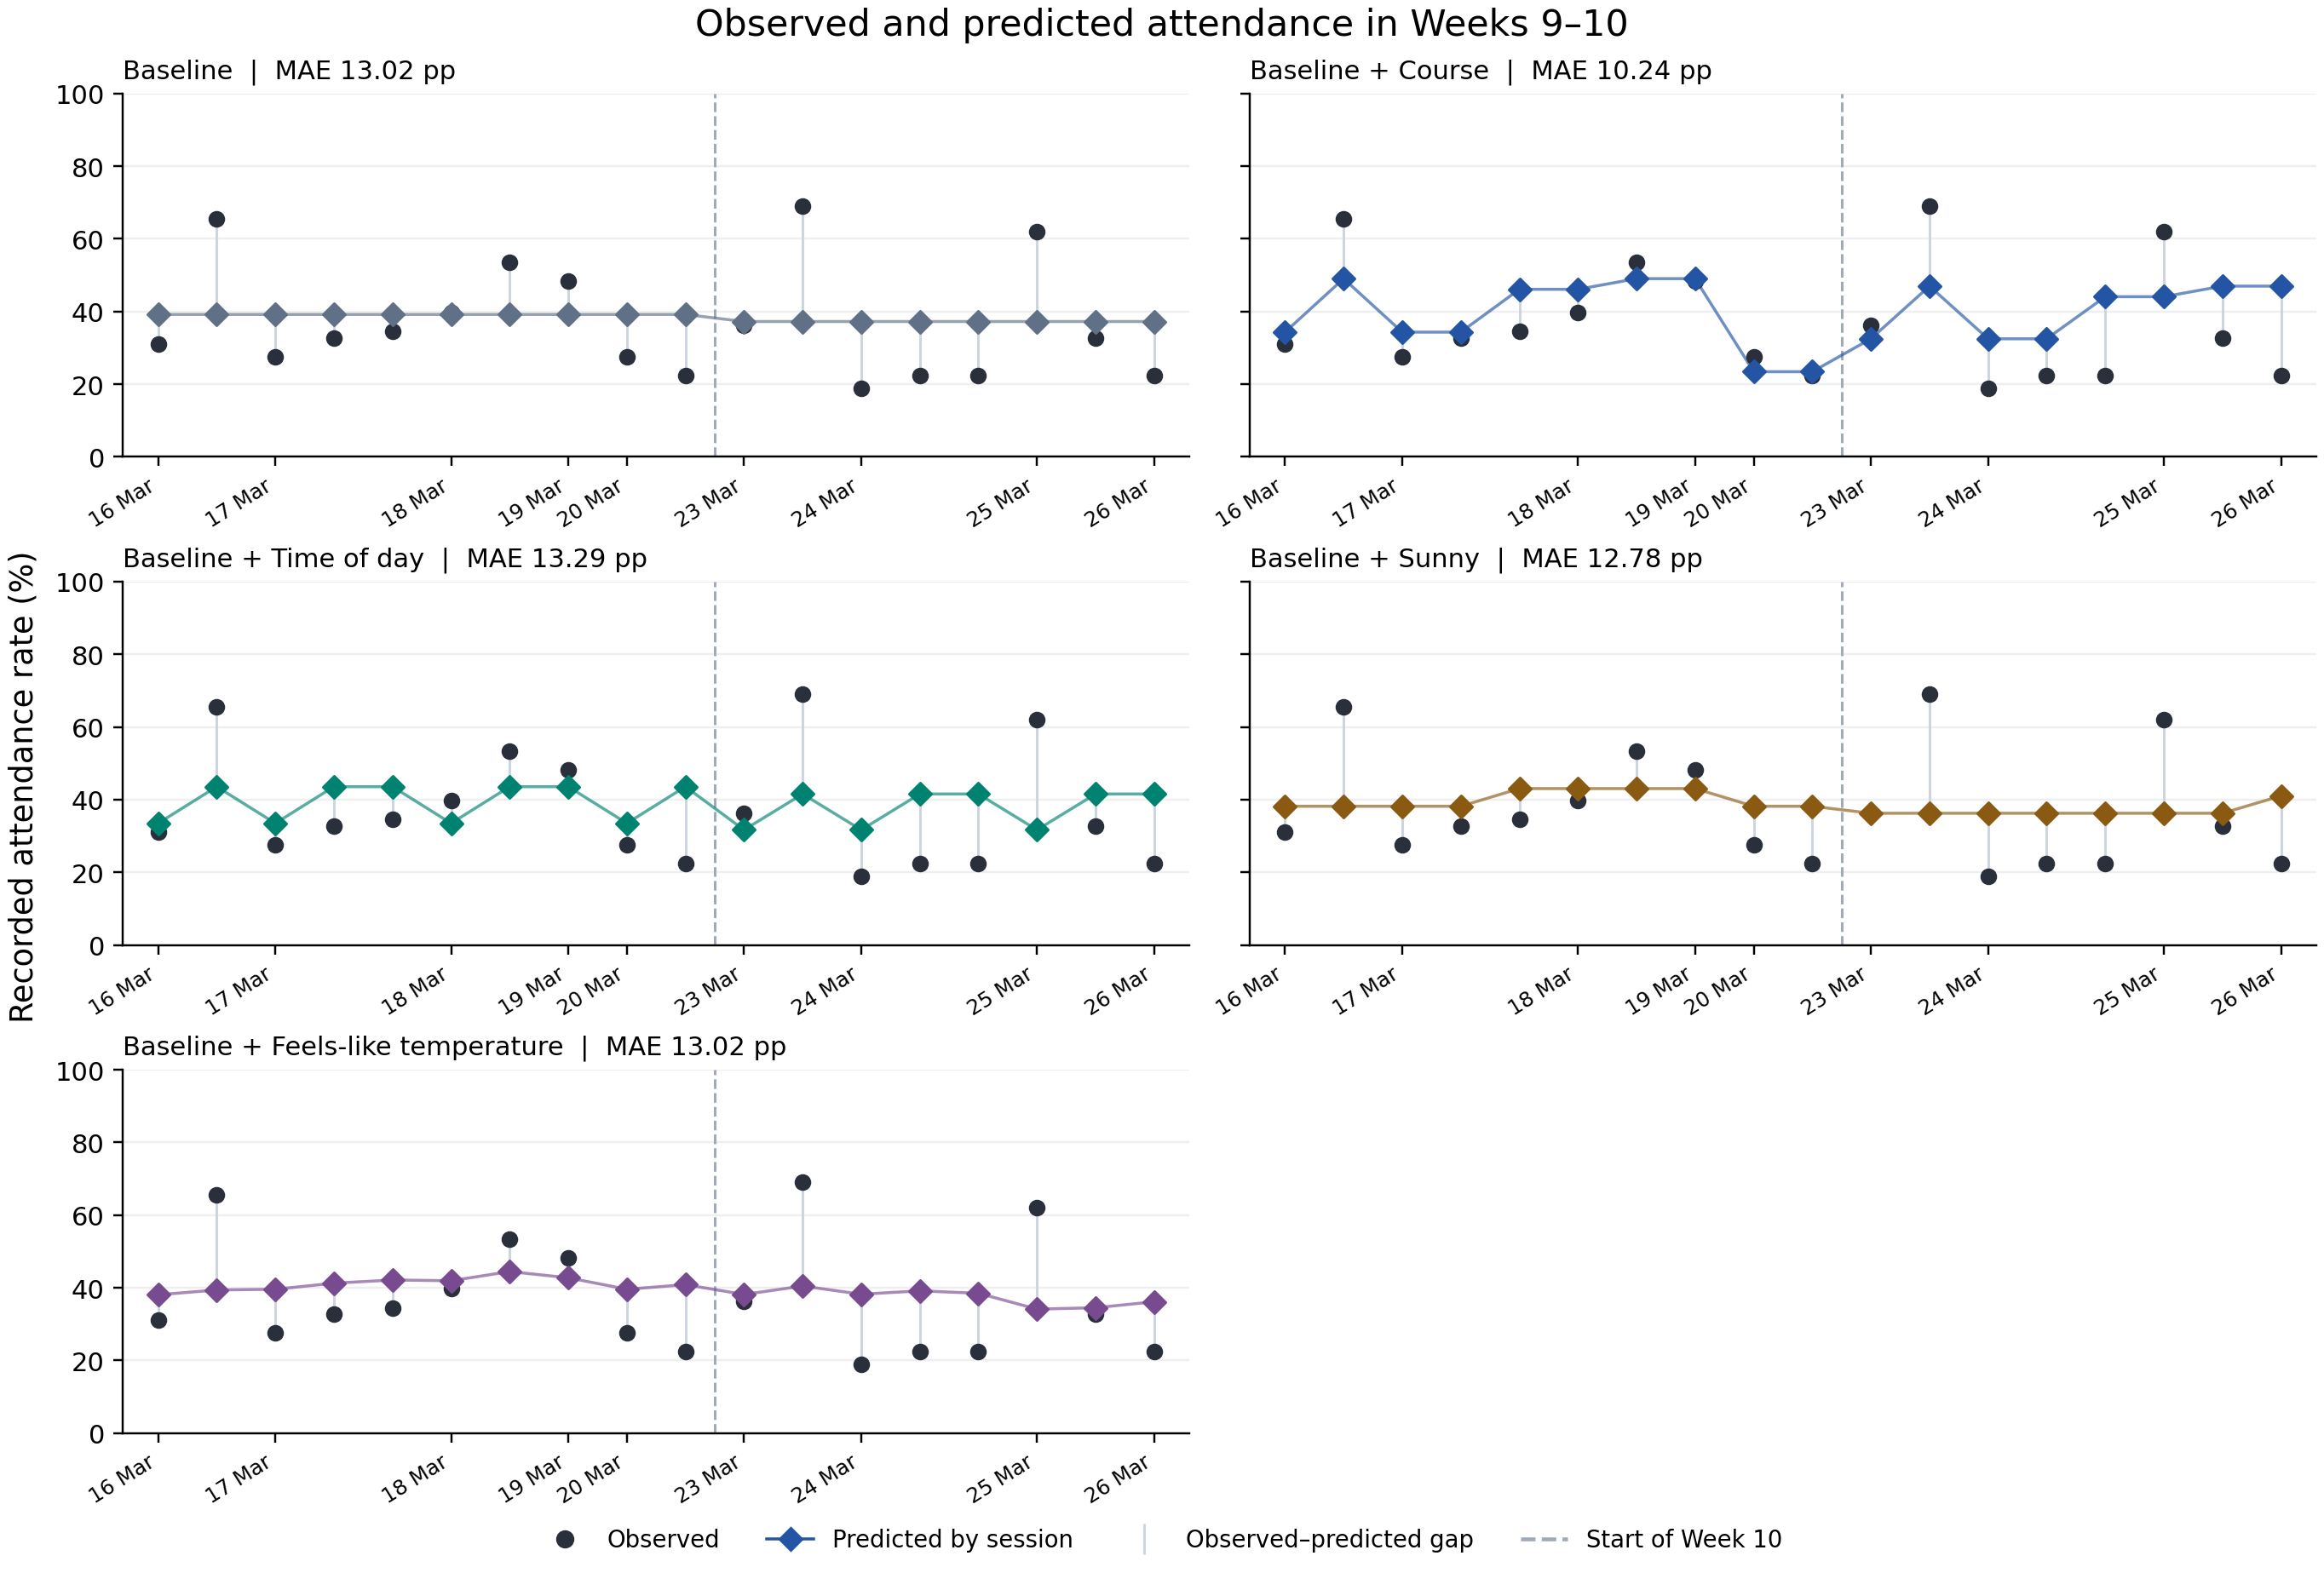 Observed and predicted attendance in Weeks 9–10
Recorded attendance rate (%)
Baseline | MAE 13.02 pp
100
80
60
40
20
0
16 Mar
17 Mar
18 Mar
19 Mar
20 Mar
23 Mar
24 Mar
25 Mar
26 Mar
Baseline + Course | MAE 10.24 pp
16 Mar
17 Mar
18 Mar
19 Mar
20 Mar
23 Mar
24 Mar
25 Mar
26 Mar
Baseline + Time of day | MAE 13.29 pp
100
80
60
40
20
0
16 Mar
17 Mar
18 Mar
19 Mar
20 Mar
23 Mar
24 Mar
25 Mar
26 Mar
Baseline + Sunny | MAE 12.78 pp
16 Mar
17 Mar
18 Mar
19 Mar
20 Mar
23 Mar
24 Mar
25 Mar
26 Mar
Baseline + Feels-like temperature | MAE 13.02 pp
100
80
60
40
20
0
16 Mar
17 Mar
18 Mar
19 Mar
20 Mar
23 Mar
24 Mar
25 Mar
26 Mar
Observed
Predicted by session
Observed–predicted gap
Start of Week 10